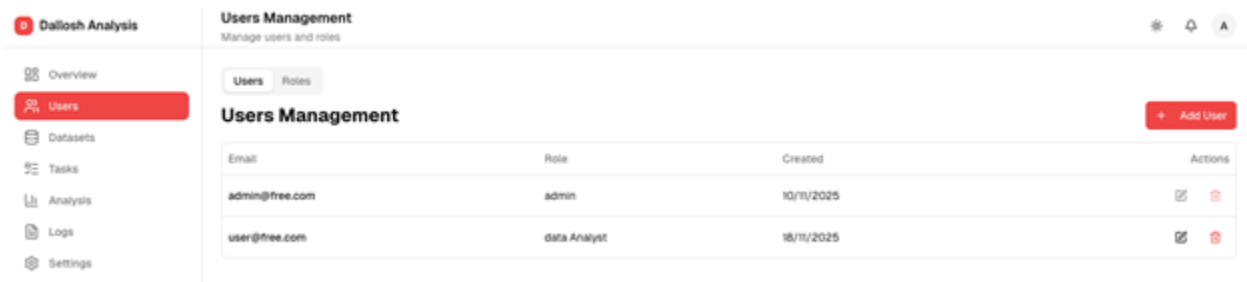 D Dallosh Analysis
Users Management
Manage users and roles
A
Overview
Users
Datasets
Tasks
Analysis
Logs
Settings
Users Roles
Users Management
+ Add User
Email Role Created Actions
admin@free.com admin 10/11/2025
user@free.com data Analyst 18/11/2025